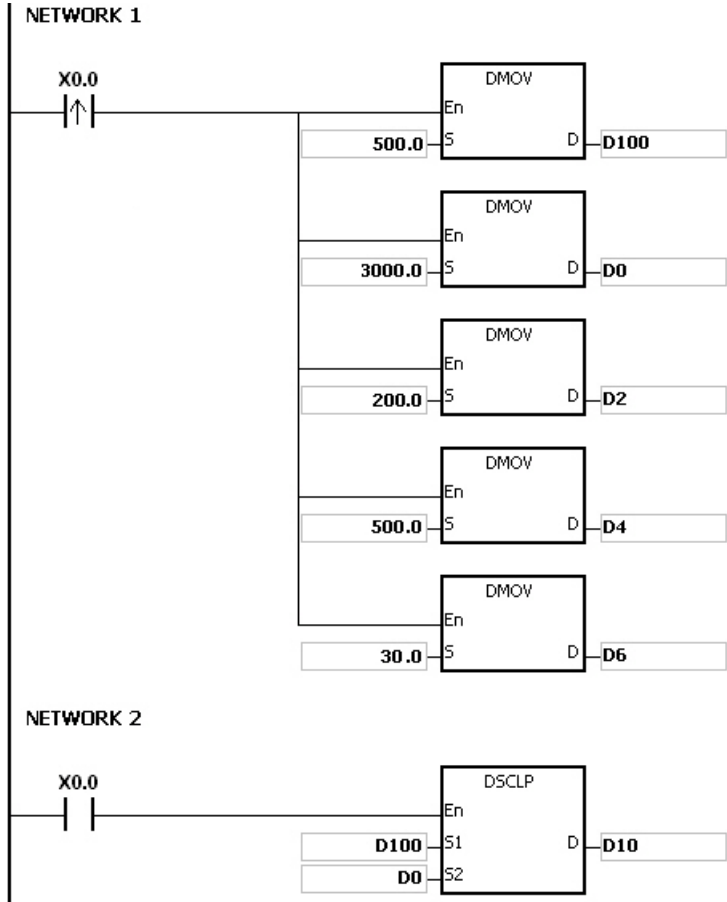 NETWORK 1
X0.0
DMOV
En
500.0 S D D100
DMOV
En
3000.0 S D D0
DMOV
En
200.0 S D D2
DMOV
En
500.0 S D D4
DMOV
En
30.0 S D D6
NETWORK 2
X0.0
DSCLP
En
D100 S1 D D10
D0 S2